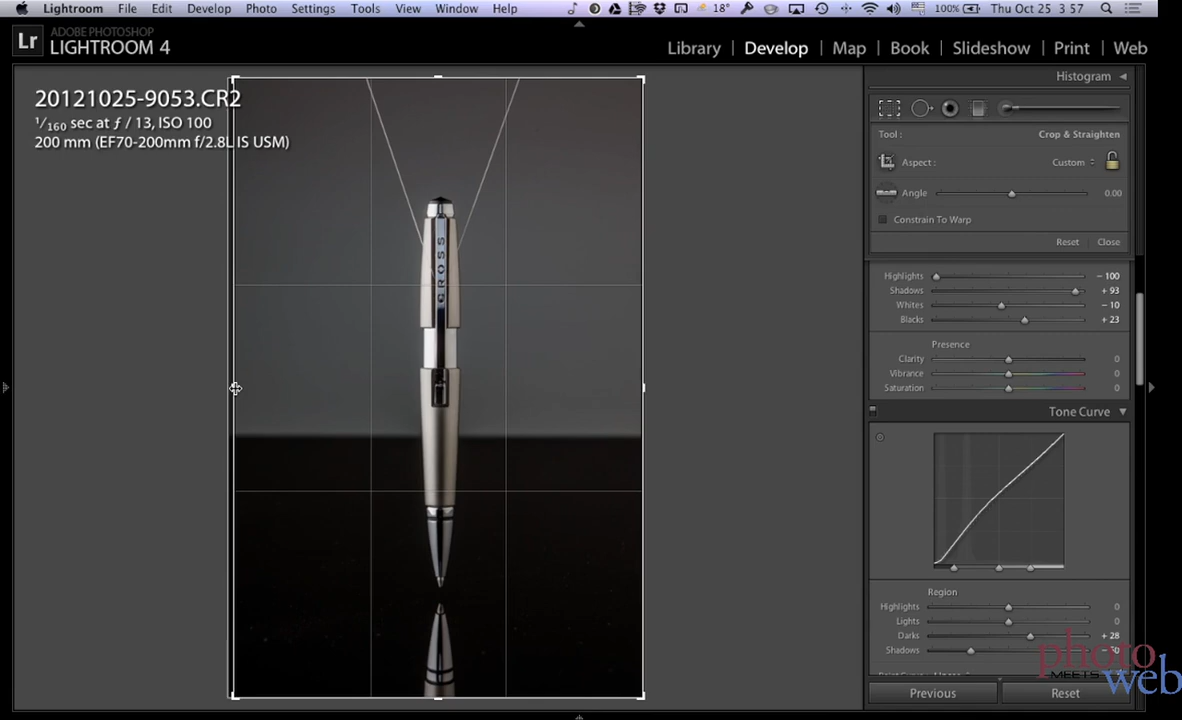 Lightroom File Edit Develop Photo Settings Tools View Window Help 18° 100% Thu Oct 25 3 57
Lr
ADOBE PHOTOSHOP
LIGHTROOM 4
Library | Develop | Map | Book | Slideshow | Print | Web
20121025-9053.CR2
1/160 sec at ƒ / 13, ISO 100
200 mm (EF70-200mm f/2.8L IS USM)
CROSS
Histogram
Tool : Crop & Straighten
Aspect : Custom
Angle 0.00
Constrain To Warp
Reset Close
Highlights − 100
Shadows + 93
Whites − 10
Blacks + 23
Presence
Clarity 0
Vibrance 0
Saturation 0
Tone Curve
Region
Highlights 0
Lights 0
Darks + 28
Shadows
photo
MEETS
web
Previous Reset